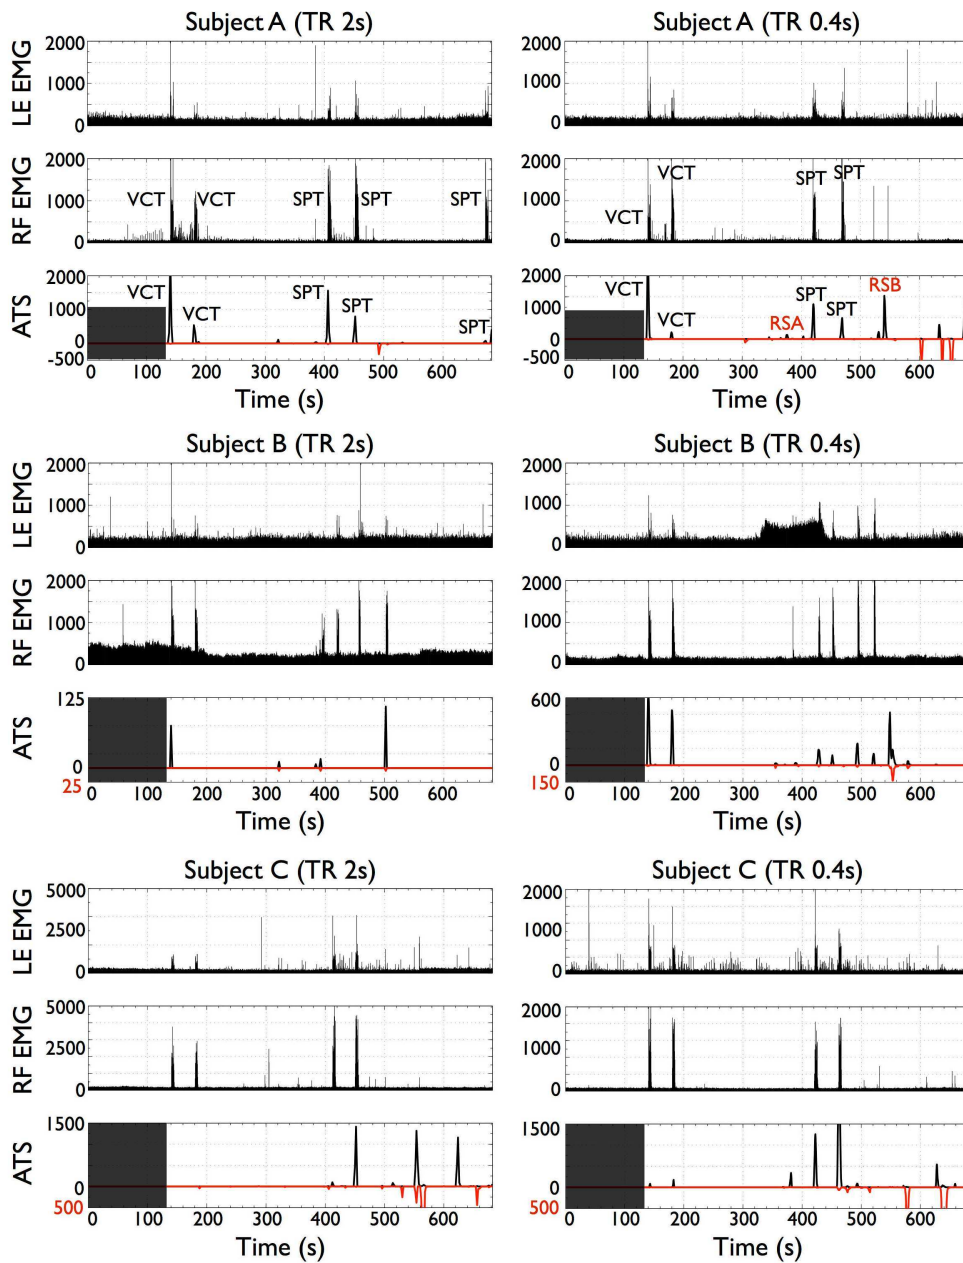 Subject A (TR 2s)
LE EMG
2000
1000
0
RF EMG
2000
1000
0
VCT
VCT
SPT
SPT
SPT
ATS
2000
1000
0
-500
VCT
VCT
SPT
SPT
SPT
0 100 200 300 400 500 600
Time (s)
Subject A (TR 0.4s)
2000
1000
0
2000
1000
0
VCT
VCT
SPT
SPT
2000
1000
0
-500
VCT
VCT
RSA
SPT
SPT
RSB
0 100 200 300 400 500 600
Time (s)
Subject B (TR 2s)
LE EMG
2000
1000
0
RF EMG
2000
1000
0
ATS
125
0
25
0 100 200 300 400 500 600
Time (s)
Subject B (TR 0.4s)
2000
1000
0
2000
1000
0
600
0
150
0 100 200 300 400 500 600
Time (s)
Subject C (TR 2s)
LE EMG
5000
2500
0
RF EMG
5000
2500
0
ATS
1500
0
500
0 100 200 300 400 500 600
Time (s)
Subject C (TR 0.4s)
2000
1000
0
2000
1000
0
1500
0
500
0 100 200 300 400 500 600
Time (s)